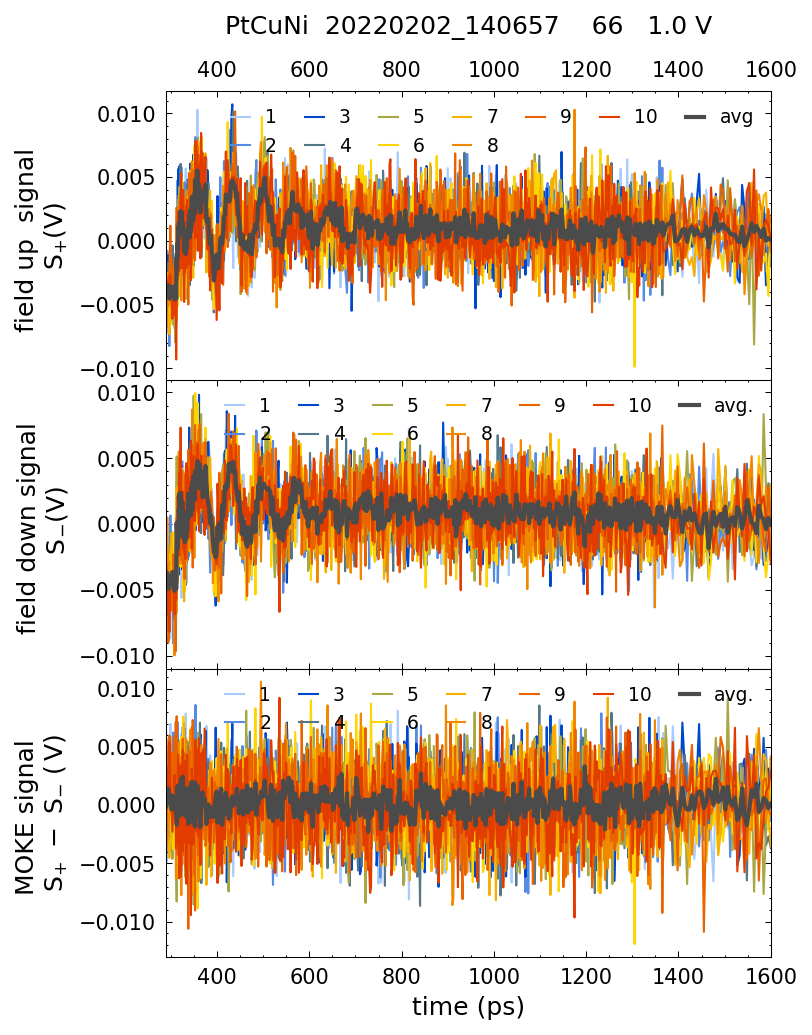 PtCuNi  20220202_140657    66   1.0 V
400 600 800 1000 1200 1400 1600
0.010
0.005
0.000
−0.005
−0.010
field up  signal
S+(V)
1 3 5 7 9 10 avg
2 4 6 8
0.010
0.005
0.000
−0.005
−0.010
field down signal
S−(V)
1 3 5 7 9 10 avg.
2 4 6 8
0.010
0.005
0.000
−0.005
−0.010
MOKE signal
S+ − S− ( V)
1 3 5 7 9 10 avg.
2 4 6 8
400 600 800 1000 1200 1400 1600
time (ps)